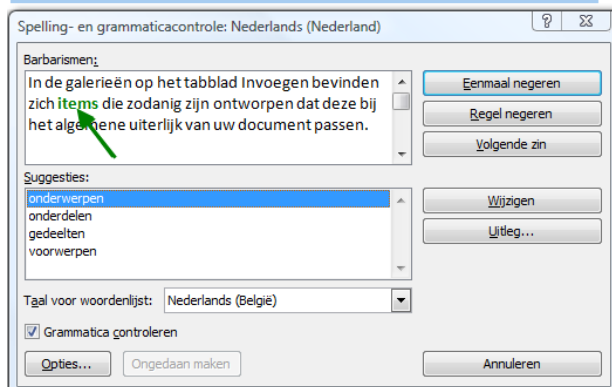 Spelling- en grammaticacontrole: Nederlands (Nederland)
Barbarismen:
In de galerieën op het tabblad Invoegen bevinden
zich items die zodanig zijn ontworpen dat deze bij
het algemene uiterlijk van uw document passen.
Eenmaal negeren
Regel negeren
Volgende zin
Suggesties:
onderwerpen
onderdelen
gedeelten
voorwerpen
Wijzigen
Uitleg...
Taal voor woordenlijst: Nederlands (België)
Grammatica controleren
Opties...
Ongedaan maken
Annuleren